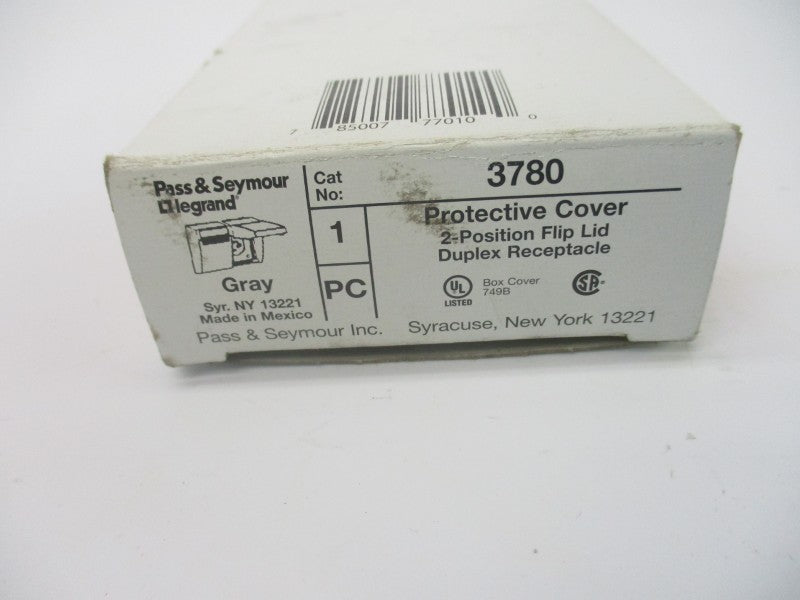 7 85007 77010 0
Pass & Seymour
legrand®
Cat No:
3780
1
PC
Protective Cover
2-Position Flip Lid
Duplex Receptacle
Gray
Syr. NY 13221
Made in Mexico
UL
LISTED
Box Cover
749B
SA
Pass & Seymour Inc. Syracuse, New York 13221